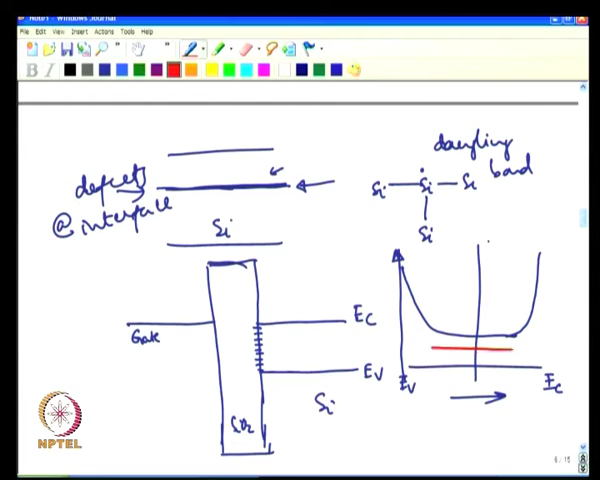 Note1 - Windows Journal
File Edit View Insert Actions Tools Help
B I
dangling
bond
defects
@interface
Si
Si
Si
Si
Si
Gate
EC
EV
Si
SiO2
EV
EC
NPTEL
6 / 15